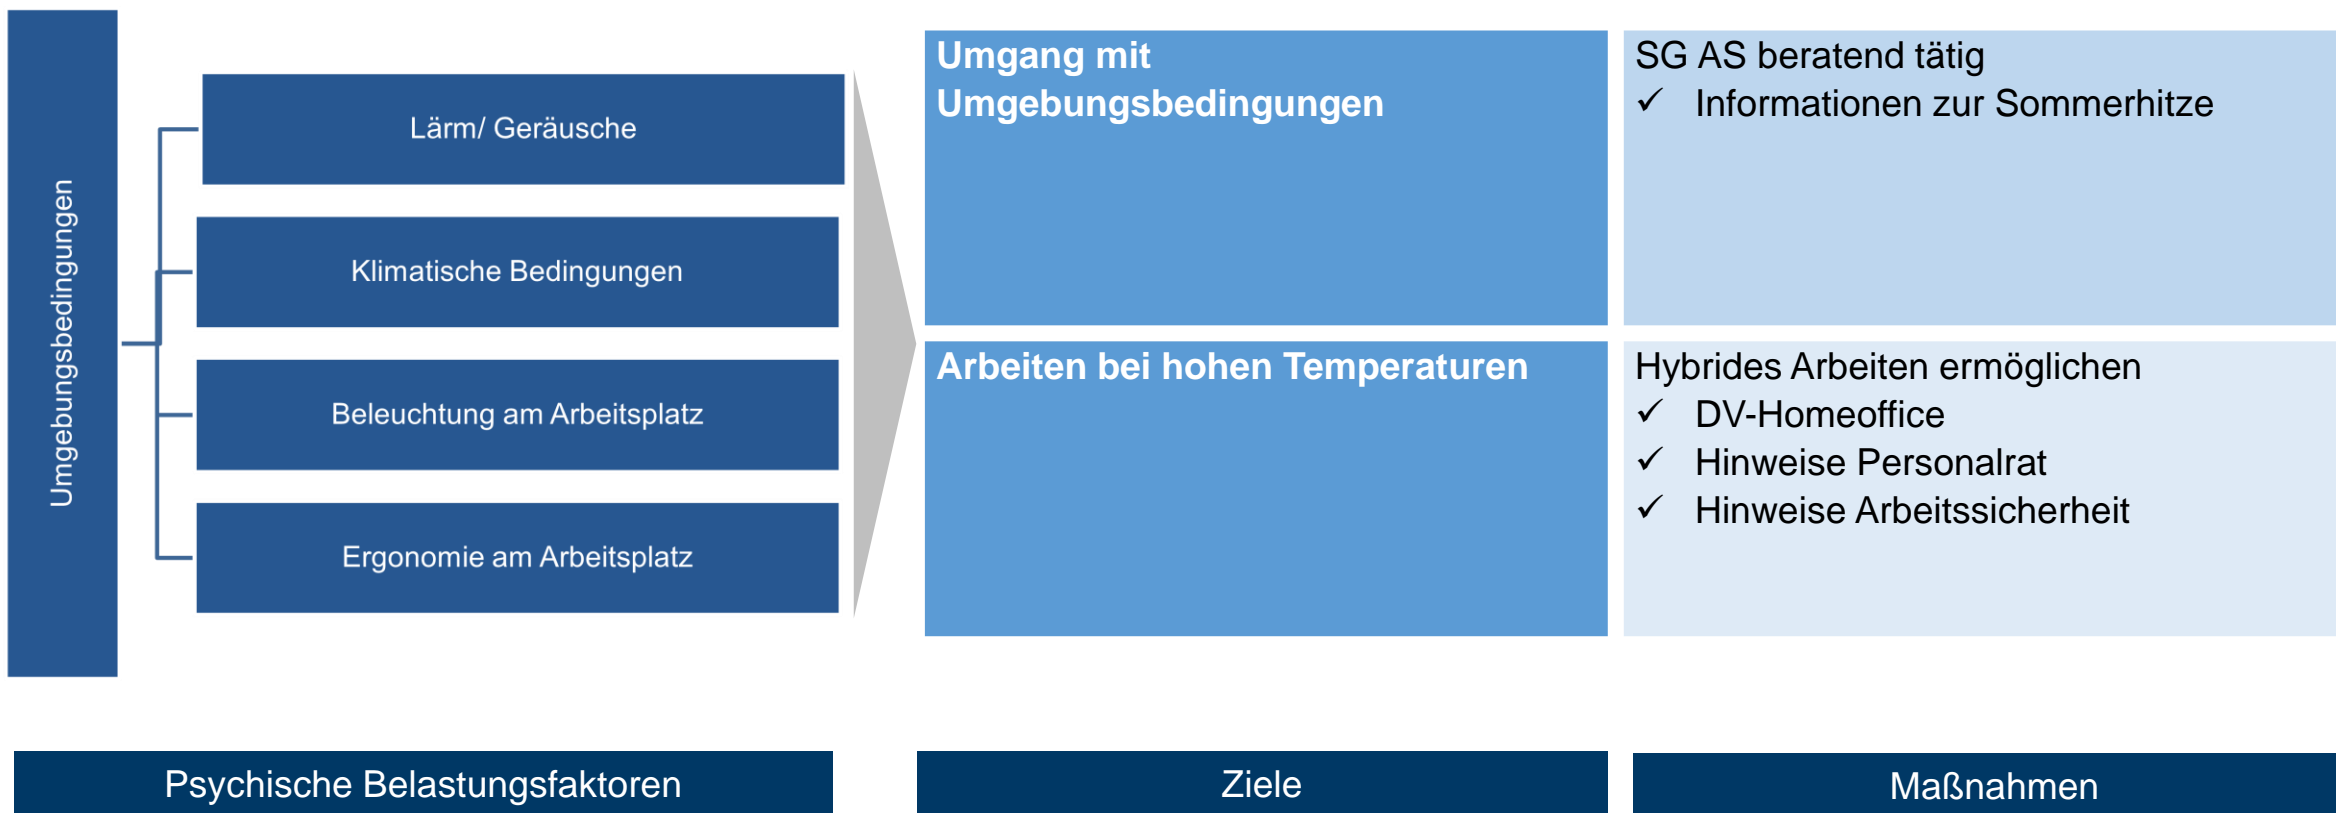 Umgebungsbedingungen
Lärm/ Geräusche
Klimatische Bedingungen
Beleuchtung am Arbeitsplatz
Ergonomie am Arbeitsplatz
Umgang mit
Umgebungsbedingungen
SG AS beratend tätig
✓ Informationen zur Sommerhitze
Arbeiten bei hohen Temperaturen
Hybrides Arbeiten ermöglichen
✓ DV-Homeoffice
✓ Hinweise Personalrat
✓ Hinweise Arbeitssicherheit
Psychische Belastungsfaktoren
Ziele
Maßnahmen